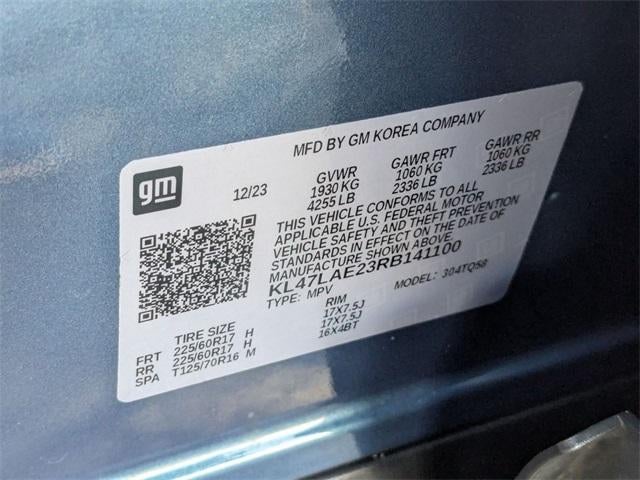 MFD BY GM KOREA COMPANY
gm
12/23
GVWR GAWR FRT GAWR RR
1930 KG 1060 KG 1060 KG
4255 LB 2336 LB 2336 LB
THIS VEHICLE CONFORMS TO ALL
APPLICABLE U.S. FEDERAL MOTOR
VEHICLE SAFETY AND THEFT PREVENTION
STANDARDS IN EFFECT ON THE DATE OF
MANUFACTURE SHOWN ABOVE.
KL47LAE23RB141100
TYPE: MPV MODEL: 304TQ58
TIRE SIZE RIM
FRT 225/60R17 H 17X7.5J
RR 225/60R17 H 17X7.5J
SPA T125/70R16 M 16X4BT